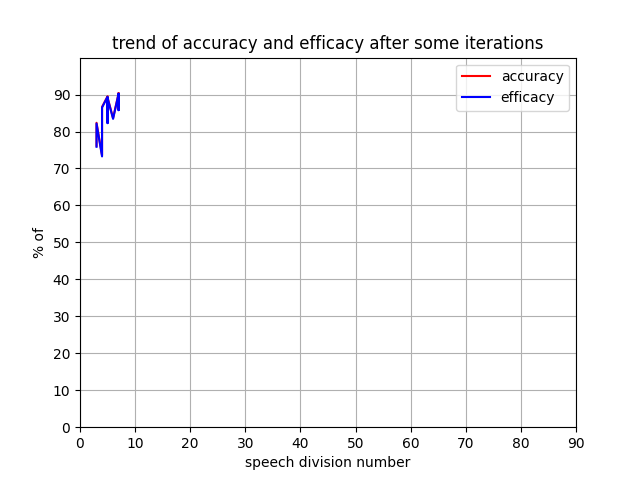 trend of accuracy and efficacy after some iterations
accuracy
efficacy
90
80
70
60
50
40
30
20
10
0
% of
0 10 20 30 40 50 60 70 80 90
speech division number